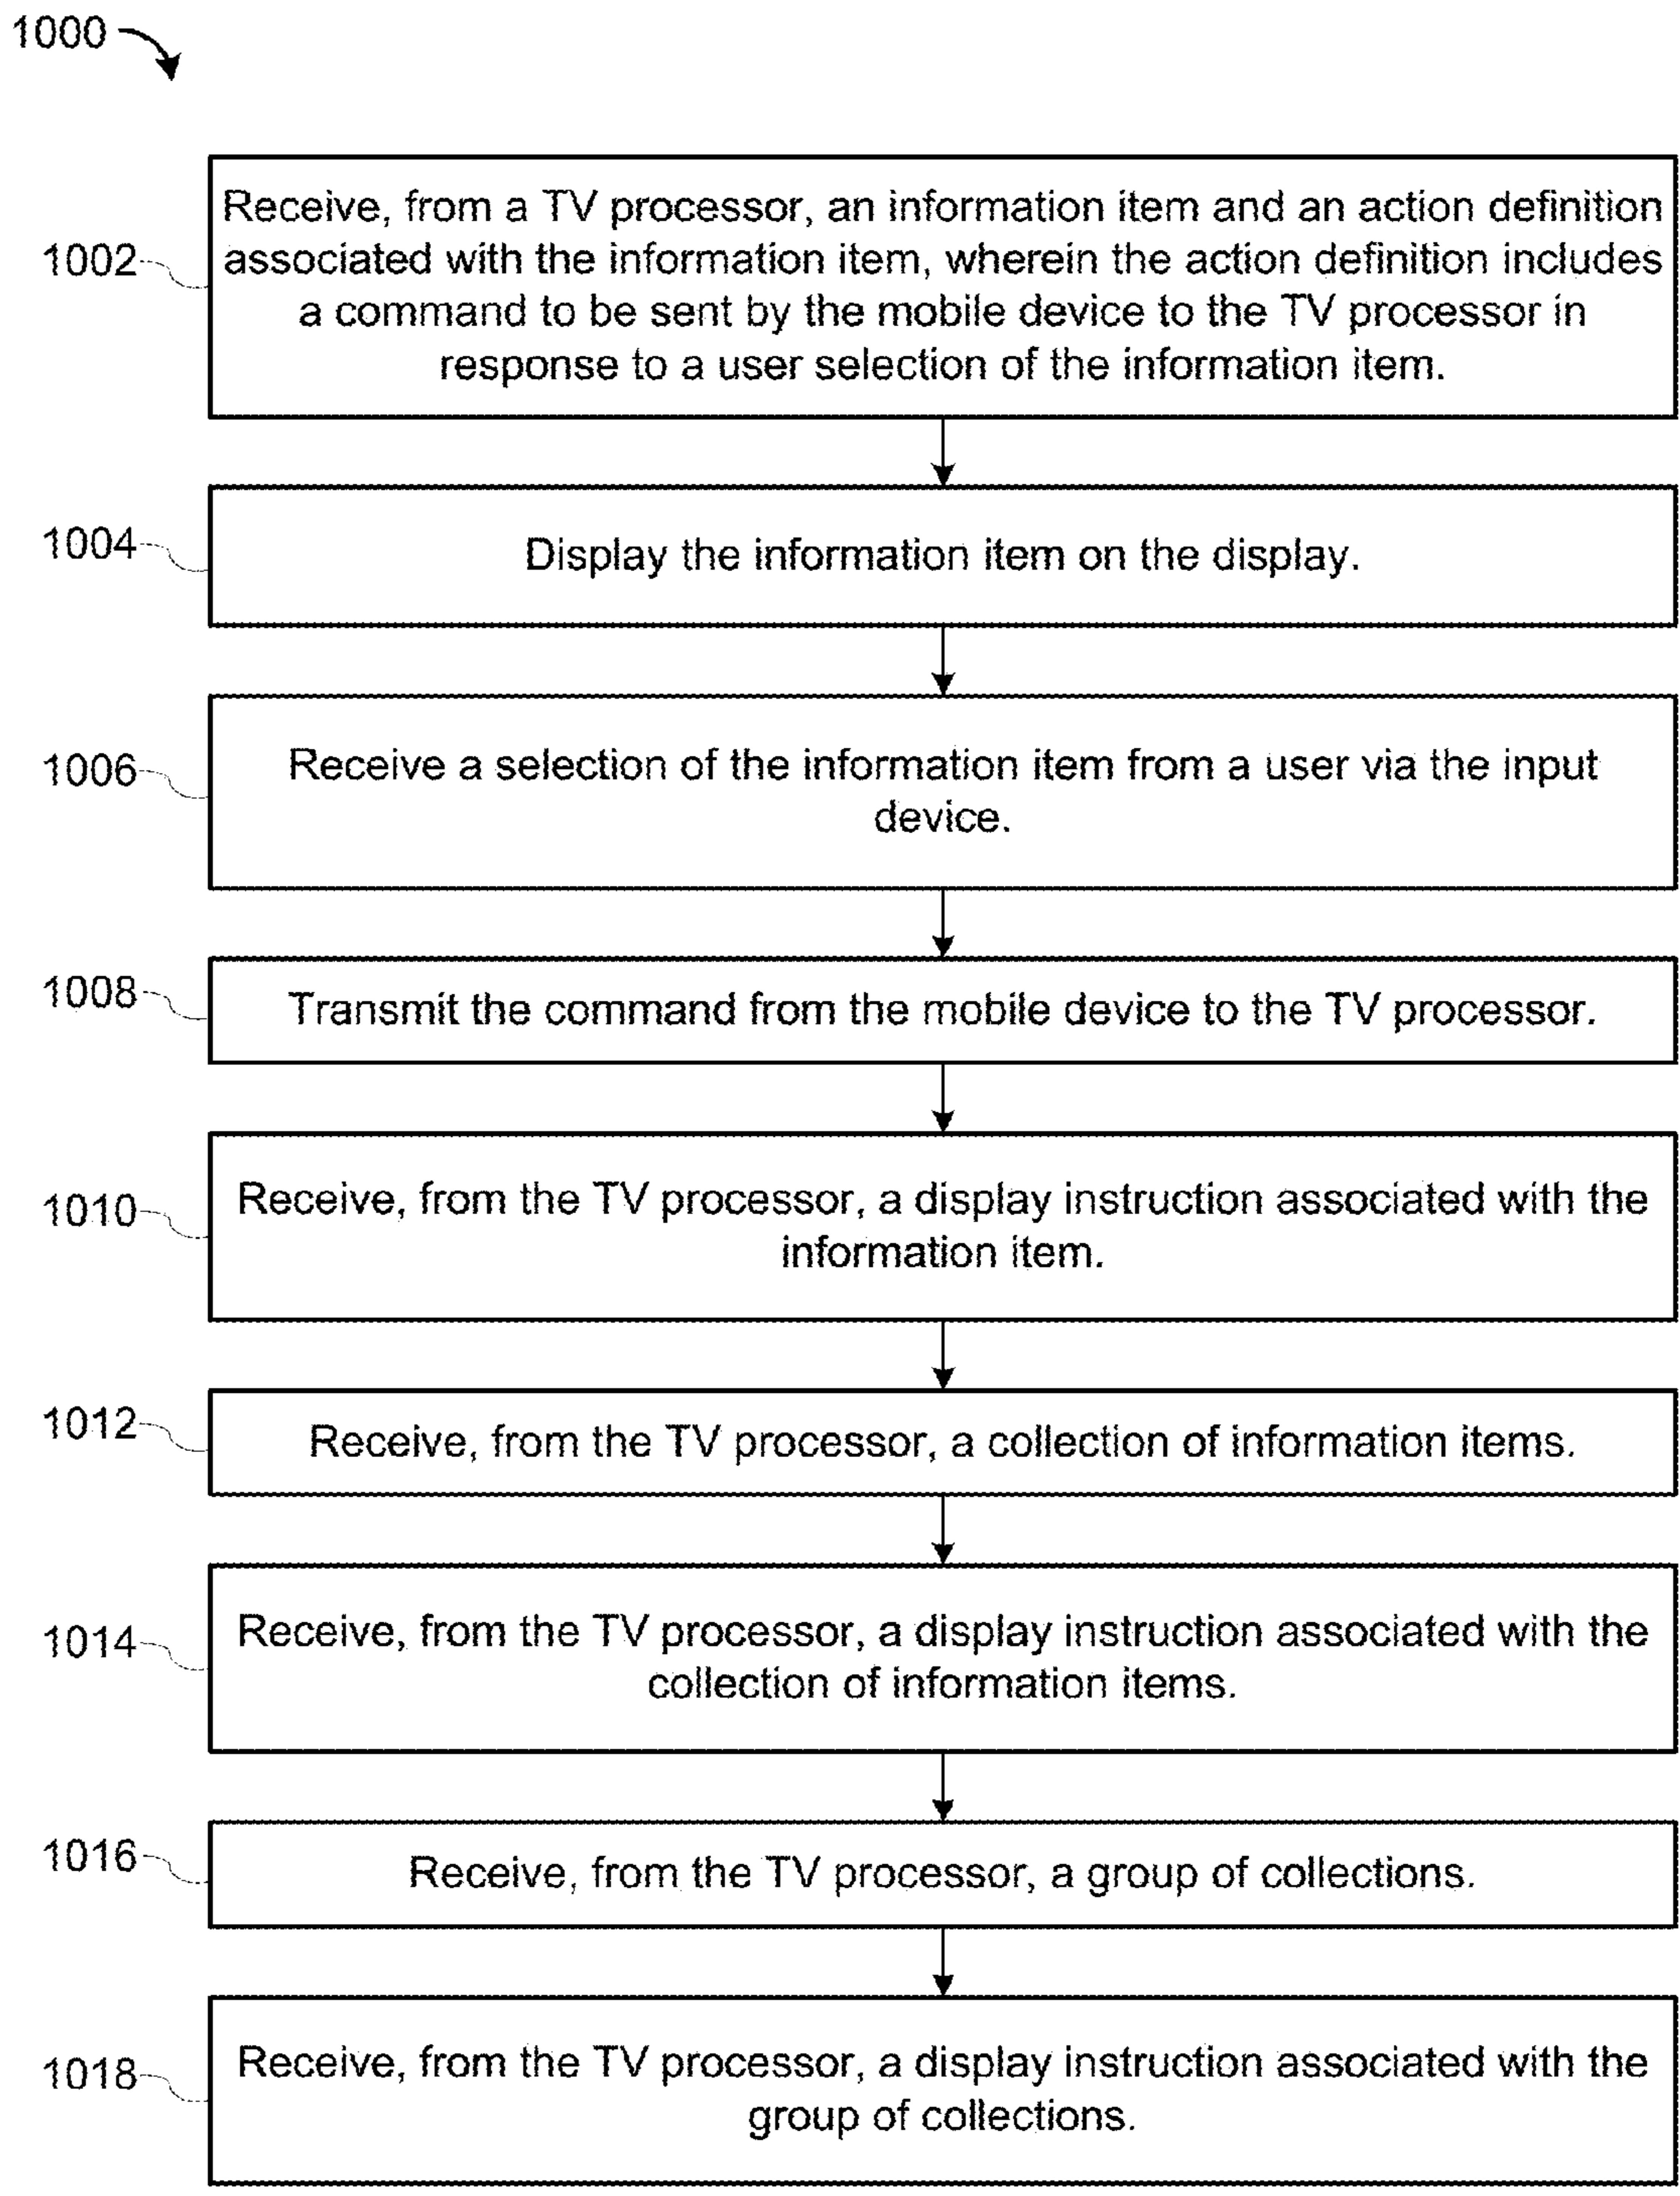 1000
1002
Receive, from a TV processor, an information item and an action definition
associated with the information item, wherein the action definition includes
a command to be sent by the mobile device to the TV processor in
response to a user selection of the information item.
1004
Display the information item on the display.
1006
Receive a selection of the information item from a user via the input
device.
1008
Transmit the command from the mobile device to the TV processor.
1010
Receive, from the TV processor, a display instruction associated with the
information item.
1012
Receive, from the TV processor, a collection of information items.
1014
Receive, from the TV processor, a display instruction associated with the
collection of information items.
1016
Receive, from the TV processor, a group of collections.
1018
Receive, from the TV processor, a display instruction associated with the
group of collections.